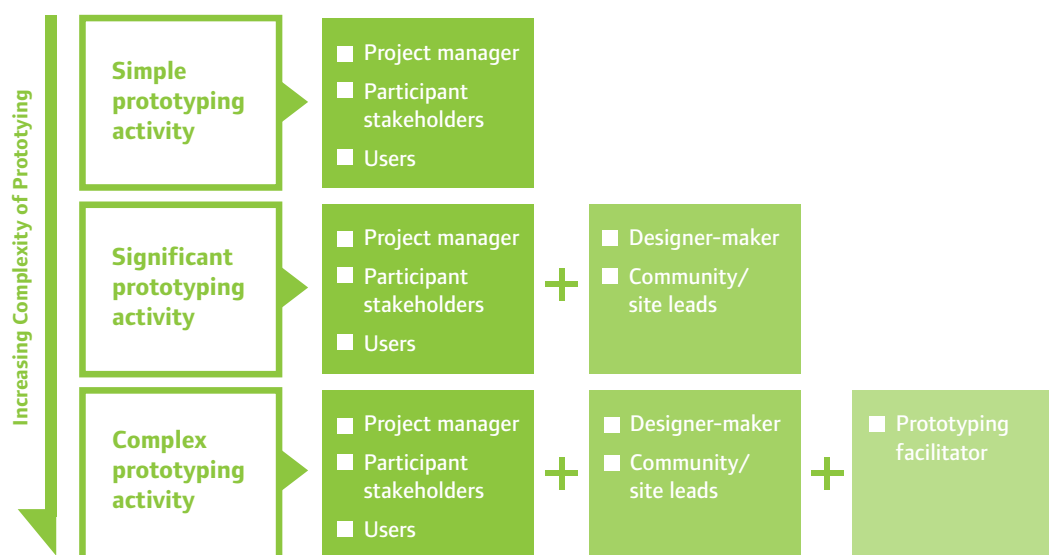 Increasing Complexity of Prototying
Simple
prototyping
activity
Project manager
Participant
stakeholders
Users
Significant
prototyping
activity
Project manager
Participant
stakeholders
Users
+
Designer-maker
Community/
site leads
Complex
prototyping
activity
Project manager
Participant
stakeholders
Users
+
Designer-maker
Community/
site leads
+
Prototyping
facilitator